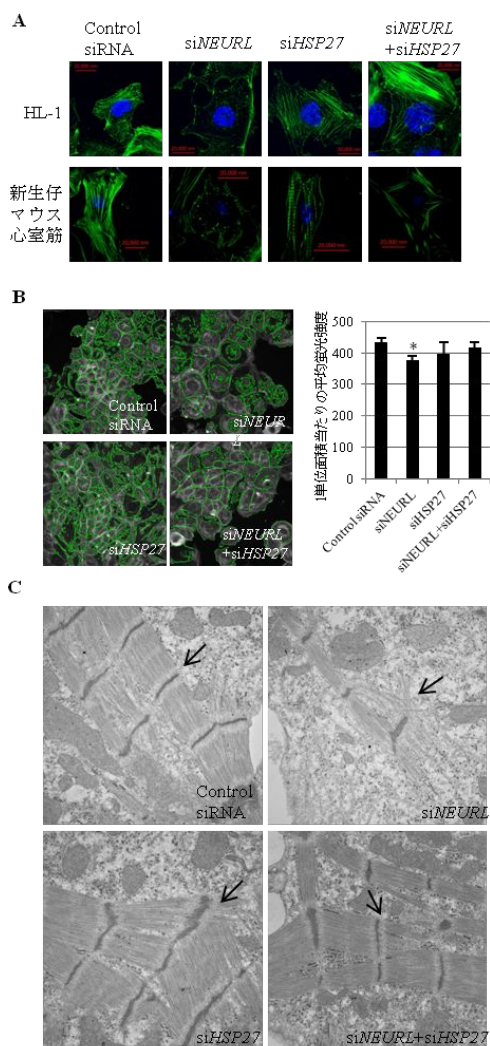 A
Control
siRNA
siNEURL
siHSP27
siNEURL
+siHSP27
HL-1
新生仔
マウス
心室筋
B
Control
siRNA
siNEUR
siHSP27
siNEURL
+siHSP27
1単位面積当たりの平均蛍光強度
500
400
300
200
100
0
*
Control siRNA
siNEURL
siHSP27
siNEURL+siHSP27
C
Control
siRNA
siNEURL
siHSP27
siNEURL+siHSP27